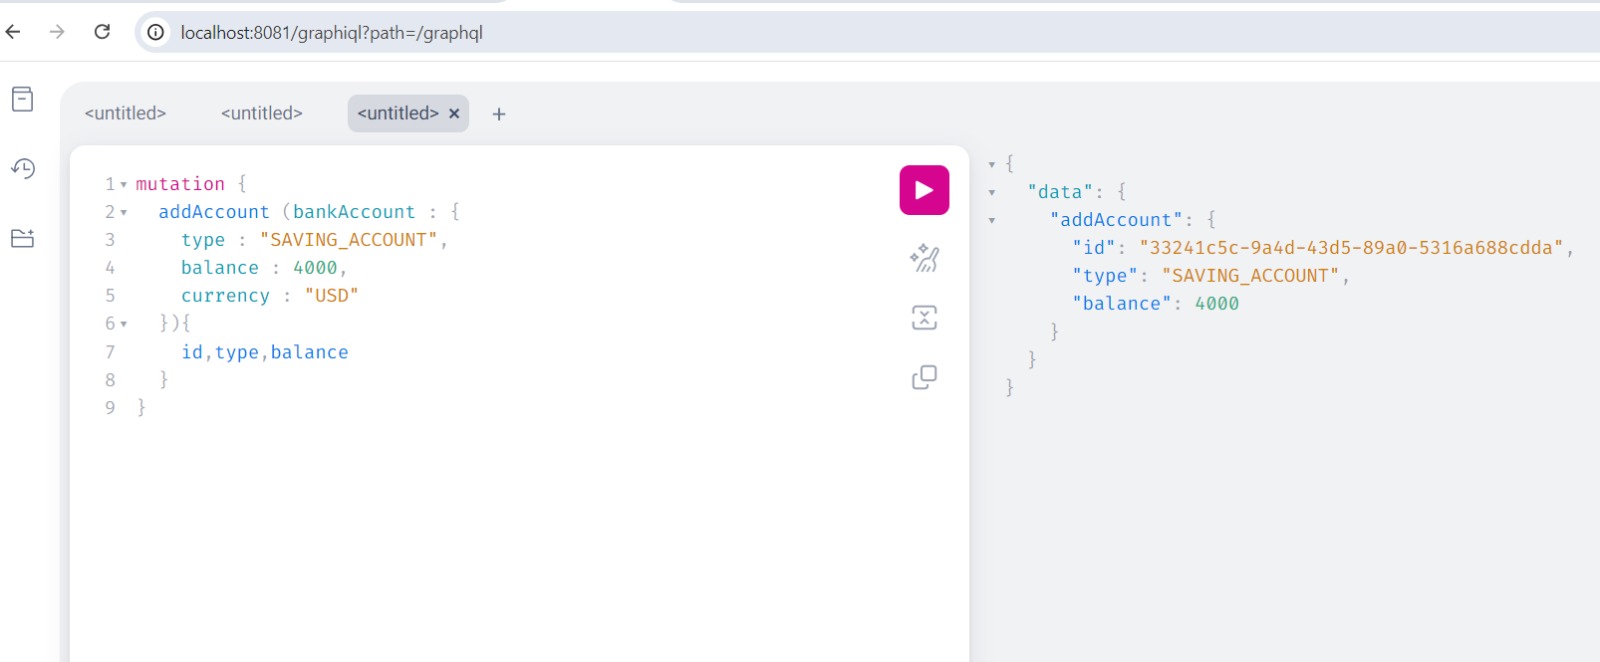 localhost:8081/graphiql?path=/graphql
<untitled> <untitled> <untitled> × +
1 mutation {
2 addAccount (bankAccount : {
3 type : "SAVING_ACCOUNT",
4 balance : 4000,
5 currency : "USD"
6 }){
7 id,type,balance
8 }
9 }
{
"data": {
"addAccount": {
"id": "33241c5c-9a4d-43d5-89a0-5316a688cdda",
"type": "SAVING_ACCOUNT",
"balance": 4000
}
}
}